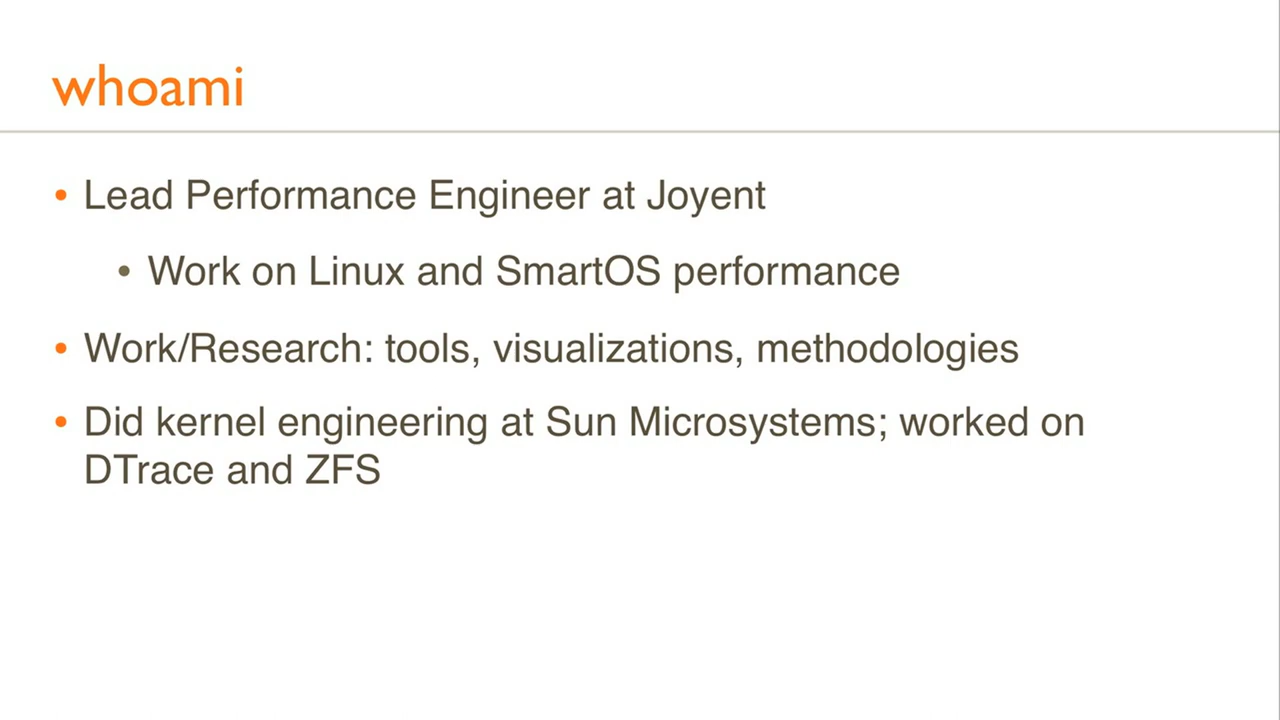 whoami
• Lead Performance Engineer at Joyent
• Work on Linux and SmartOS performance
• Work/Research: tools, visualizations, methodologies
• Did kernel engineering at Sun Microsystems; worked on
DTrace and ZFS